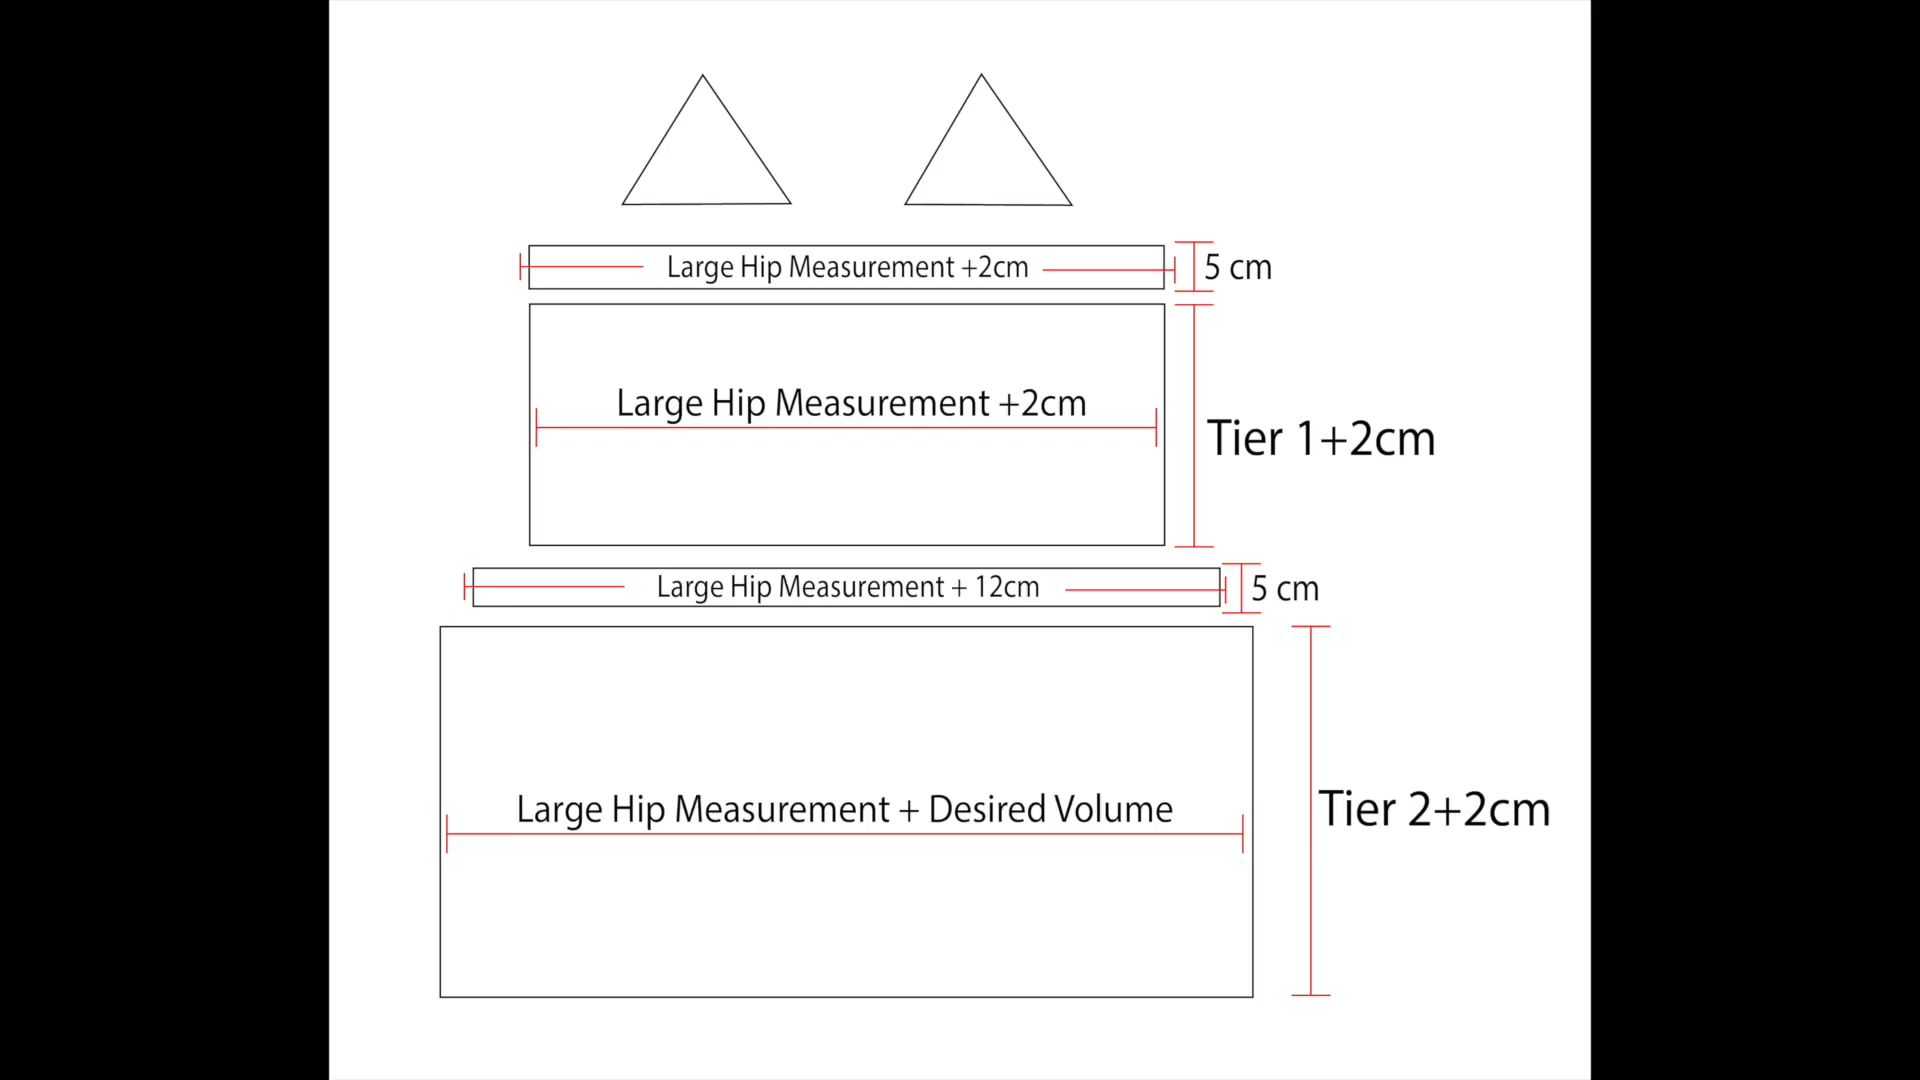 Large Hip Measurement +2cm
5 cm
Large Hip Measurement +2cm
Tier 1+2cm
Large Hip Measurement + 12cm
5 cm
Large Hip Measurement + Desired Volume
Tier 2+2cm